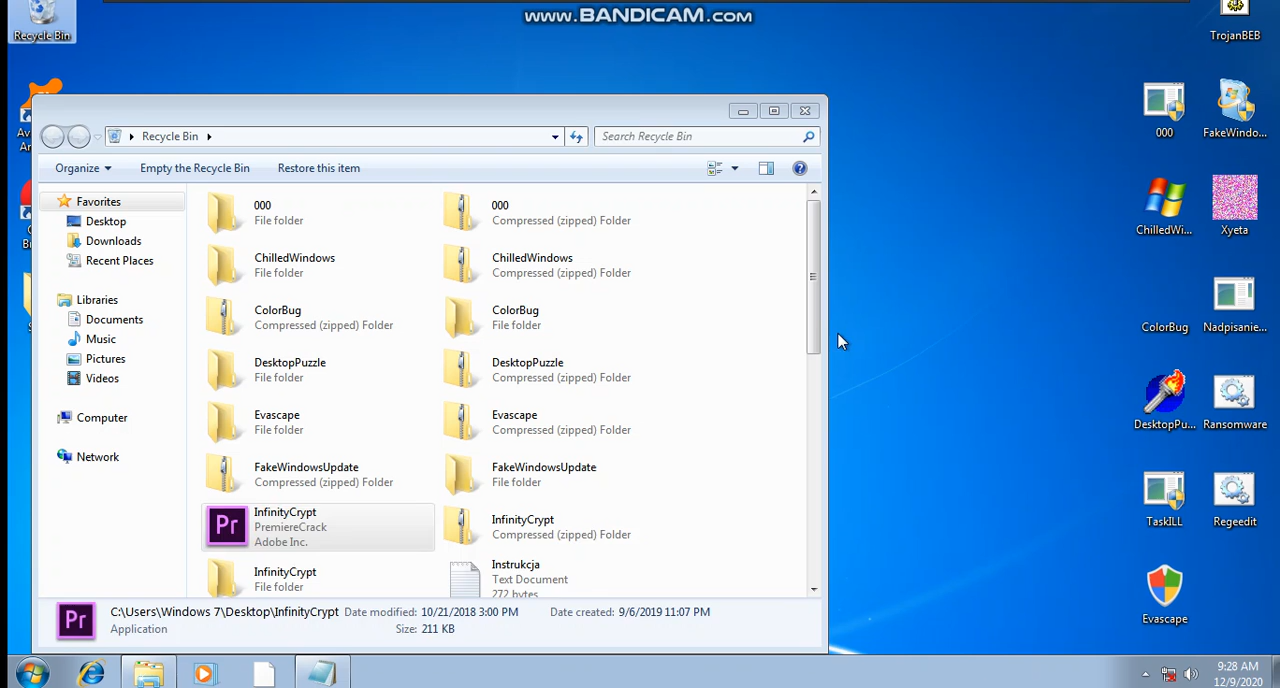 www.BANDICAM.com
Recycle Bin
TrojanBEB
Recycle Bin
Search Recycle Bin
Organize
Empty the Recycle Bin
Restore this item
Favorites
Desktop
Downloads
Recent Places
Libraries
Documents
Music
Pictures
Videos
Computer
Network
000
File folder
000
Compressed (zipped) Folder
ChilledWindows
File folder
ChilledWindows
Compressed (zipped) Folder
ColorBug
Compressed (zipped) Folder
ColorBug
File folder
DesktopPuzzle
File folder
DesktopPuzzle
Compressed (zipped) Folder
Evascape
File folder
Evascape
Compressed (zipped) Folder
FakeWindowsUpdate
Compressed (zipped) Folder
FakeWindowsUpdate
File folder
Pr
InfinityCrypt
PremiereCrack
Adobe Inc.
InfinityCrypt
Compressed (zipped) Folder
InfinityCrypt
File folder
Instrukcja
Text Document
272 bytes
Pr
C:\Users\Windows 7\Desktop\InfinityCrypt Date modified: 10/21/2018 3:00 PM Date created: 9/6/2019 11:07 PM
Application Size: 211 KB
000
FakeWindo...
ChilledWi...
Xyeta
ColorBug
Nadpisanie...
DesktopPu...
Ransomware
TaskILL
Regeedit
Evascape
9:28 AM
12/9/2020